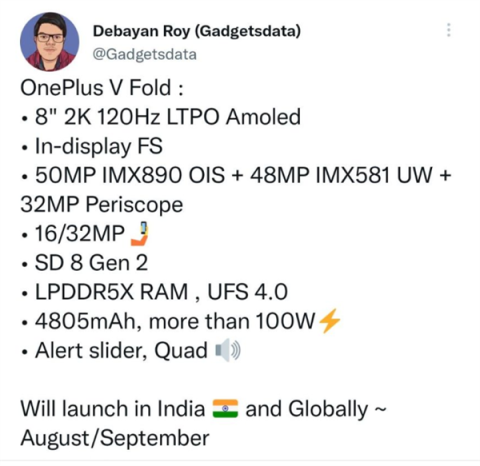 Debayan Roy (Gadgetsdata)
@Gadgetsdata
OnePlus V Fold :
• 8" 2K 120Hz LTPO Amoled
• In-display FS
• 50MP IMX890 OIS + 48MP IMX581 UW +
32MP Periscope
• 16/32MP 🤳
• SD 8 Gen 2
• LPDDR5X RAM , UFS 4.0
• 4805mAh, more than 100W⚡
• Alert slider, Quad 🔊
Will launch in India 🇮🇳 and Globally ~
August/September